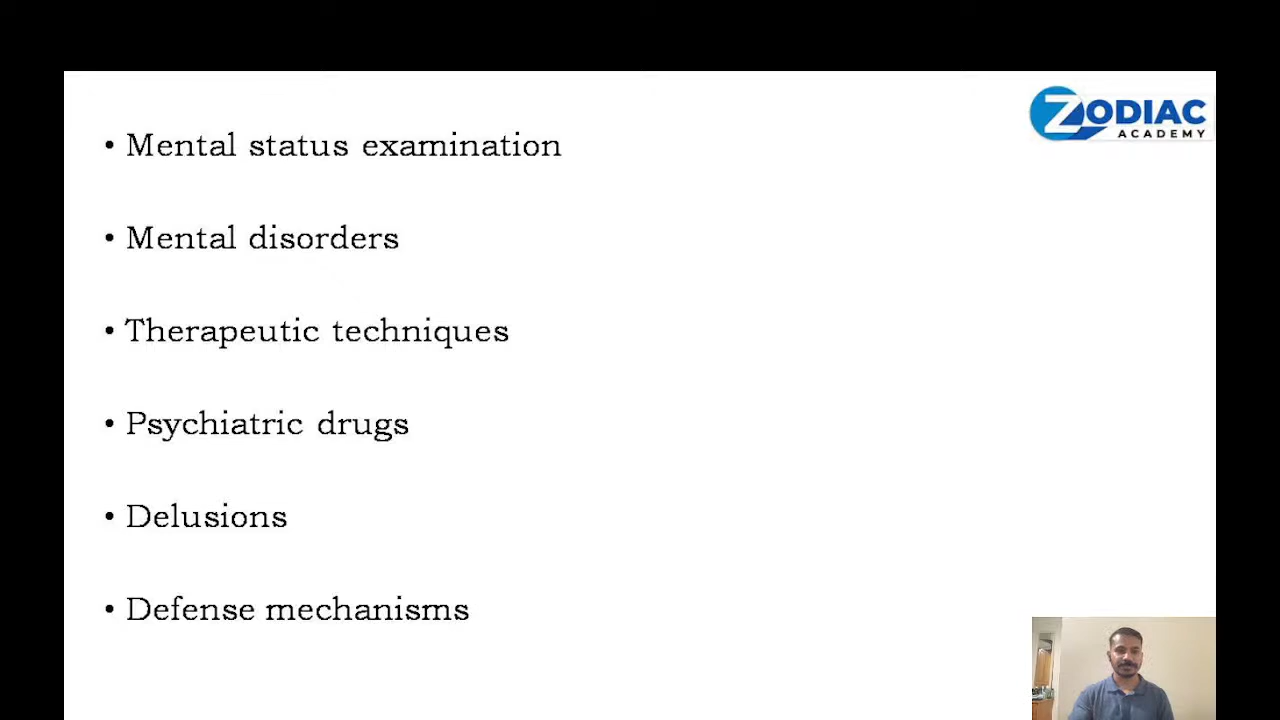 ZODIAC
ACADEMY
• Mental status examination
• Mental disorders
• Therapeutic techniques
• Psychiatric drugs
• Delusions
• Defense mechanisms